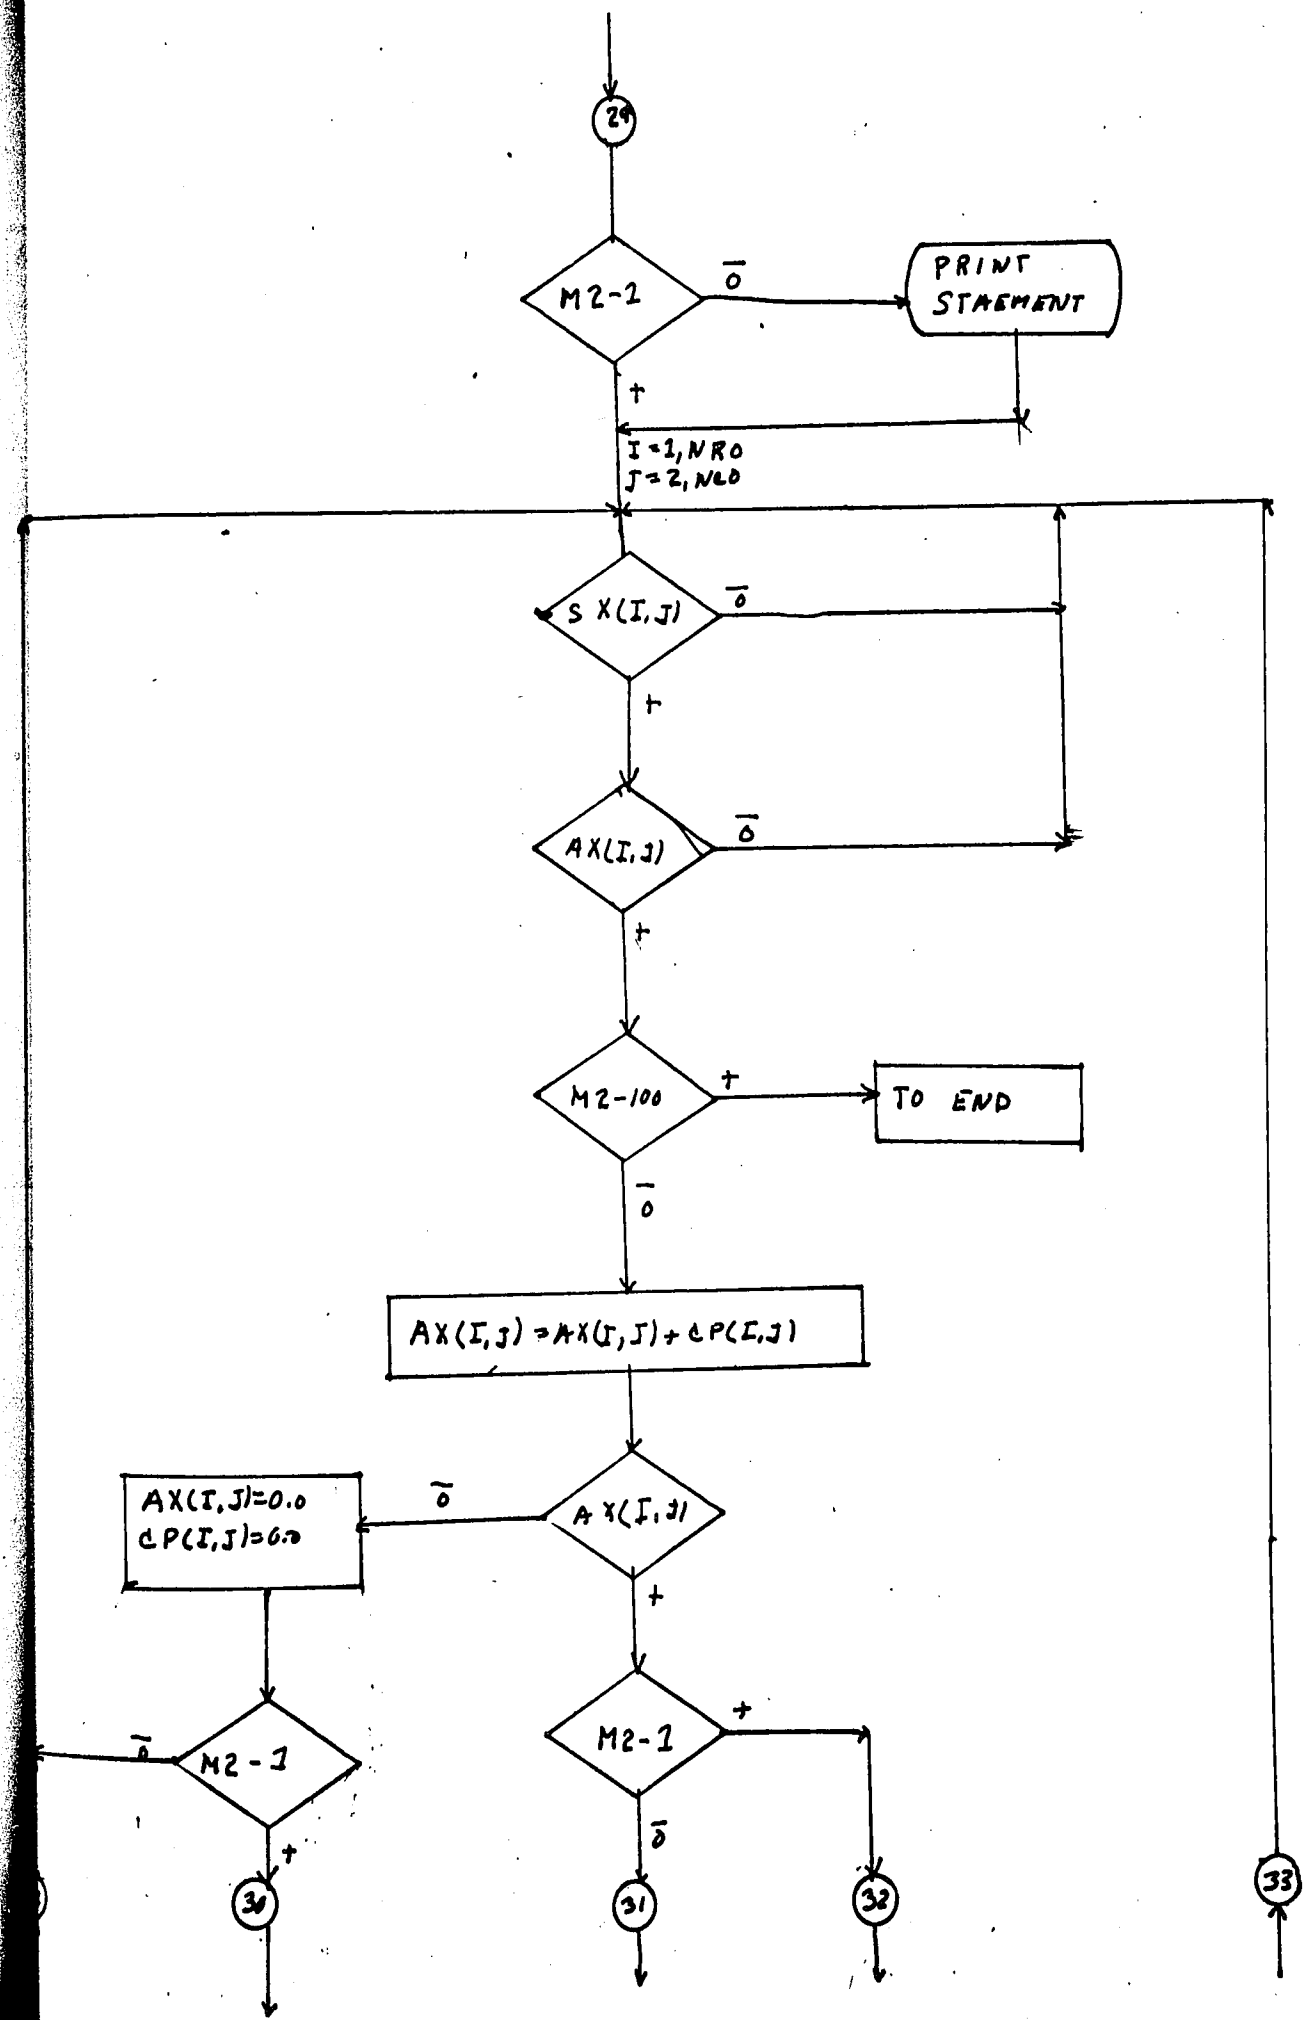 29
M2-1
–
0
PRINT
STAEMENT
+
I=1,NRO
J=2,NCO
S X(I,J)
–
0
+
AX(I,J)
–
0
+
M2-100
+
TO END
–
0
AX(I,J)=AX(I,J)+CP(I,J)
AX(I,J)=0.0
CP(I,J)=0.0
–
0
AX(I,J)
+
–
0
M2-1
M2-1
+
+
–
0
30
31
32
33